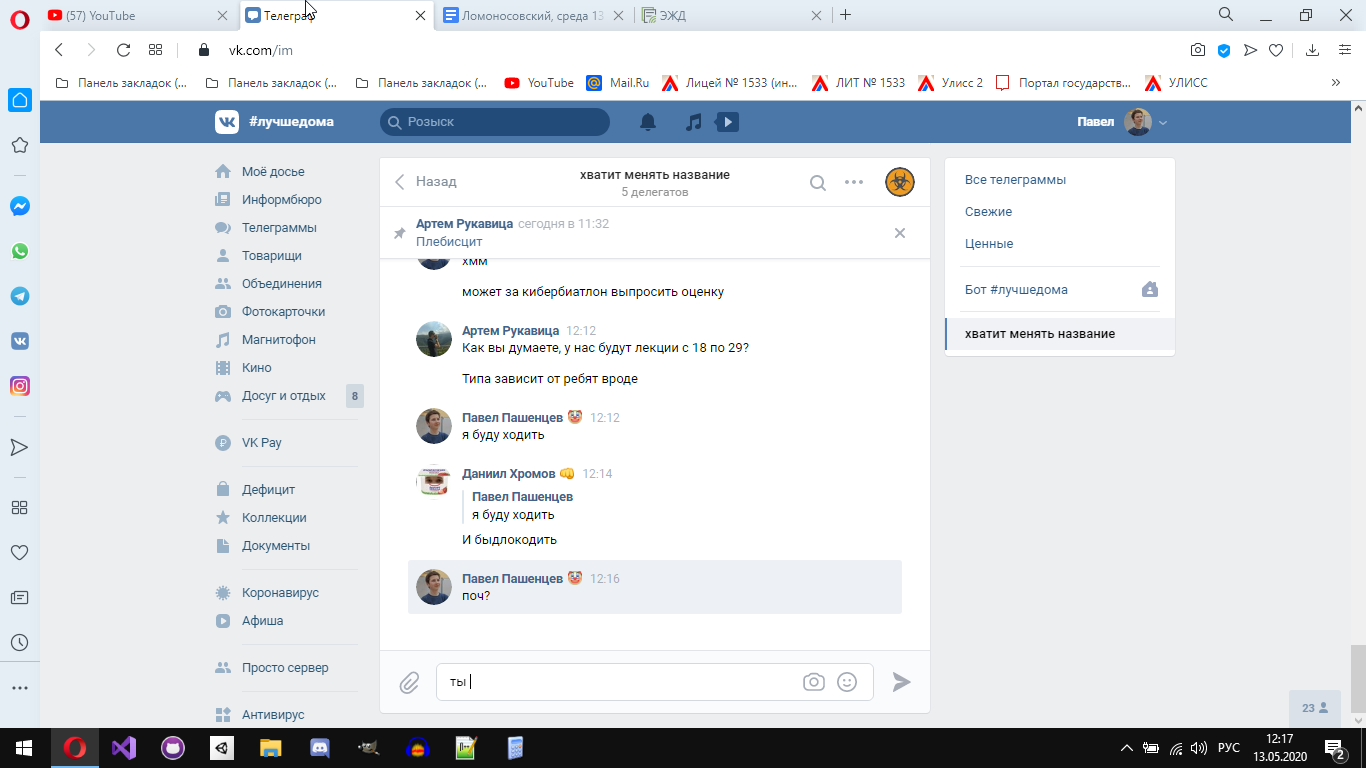 (57) YouTube
Телеграф
Ломоносовский, среда 13
ЭЖД
vk.com/im
Панель закладок (...
Панель закладок (...
Панель закладок (...
YouTube
Mail.Ru
Лицей № 1533 (ин...
ЛИТ № 1533
Улисс 2
Портал государств...
УЛИСС
#лучшедома
Розыск
Павел
Моё досье
Информбюро
Телеграммы
Товарищи
Объединения
Фотокарточки
Магнитофон
Кино
Досуг и отдых
8
VK Pay
Дефицит
Коллекции
Документы
Коронавирус
Афиша
Просто сервер
Антивирус
Назад
хватит менять название
5 делегатов
Артем Рукавица сегодня в 11:32
Плебисцит
хмм
может за кибербиатлон выпросить оценку
Артем Рукавица 12:12
Как вы думаете, у нас будут лекции с 18 по 29?
Типа зависит от ребят вроде
Павел Пашенцев 12:12
я буду ходить
Даниил Хромов 12:14
Павел Пашенцев
я буду ходить
И быдлокодить
Павел Пашенцев 12:16
поч?
ты
Все телеграммы
Свежие
Ценные
Бот #лучшедома
хватит менять название
23
12:17
РУС
13.05.2020
2